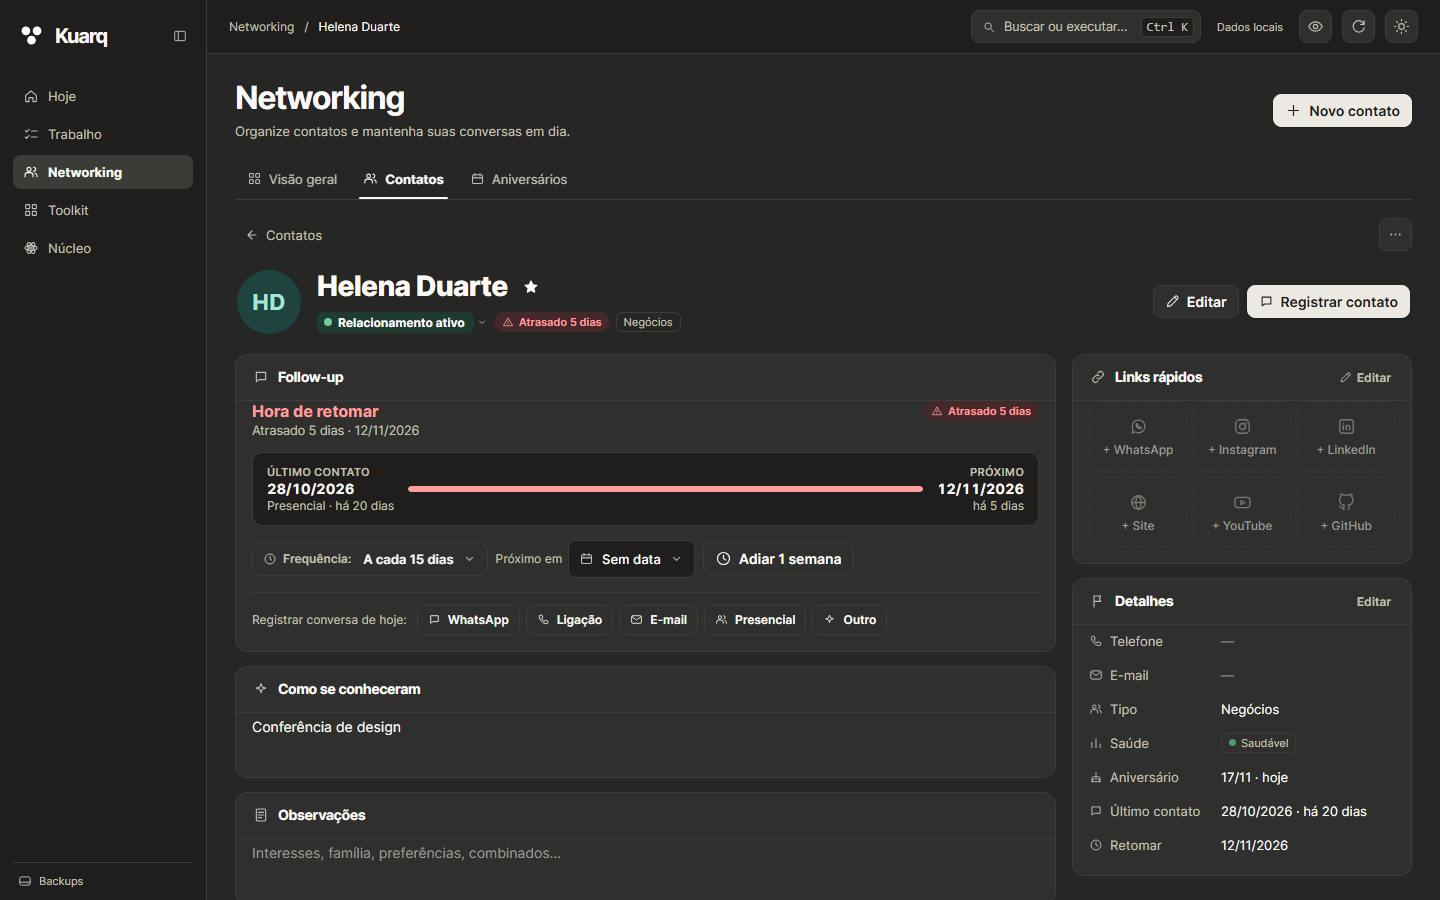 Kuarq
Networking / Helena Duarte
Buscar ou executar... Ctrl K
Dados locais
Hoje
Trabalho
Networking
Toolkit
Núcleo
Backups
Networking
Organize contatos e mantenha suas conversas em dia.
+ Novo contato
Visão geral
Contatos
Aniversários
← Contatos
...
HD
Helena Duarte
Relacionamento ativo
Atrasado 5 dias
Negócios
Editar
Registrar contato
Follow-up
Hora de retomar
Atrasado 5 dias
Atrasado 5 dias · 12/11/2026
ÚLTIMO CONTATO
28/10/2026
Presencial · há 20 dias
PRÓXIMO
12/11/2026
há 5 dias
Frequência: A cada 15 dias
Próximo em
Sem data
Adiar 1 semana
Registrar conversa de hoje:
WhatsApp
Ligação
E-mail
Presencial
Outro
Como se conheceram
Conferência de design
Observações
Interesses, família, preferências, combinados...
Links rápidos
Editar
+ WhatsApp
+ Instagram
+ LinkedIn
+ Site
+ YouTube
+ GitHub
Detalhes
Editar
Telefone —
E-mail —
Tipo Negócios
Saúde Saudável
Aniversário 17/11 · hoje
Último contato 28/10/2026 · há 20 dias
Retomar 12/11/2026